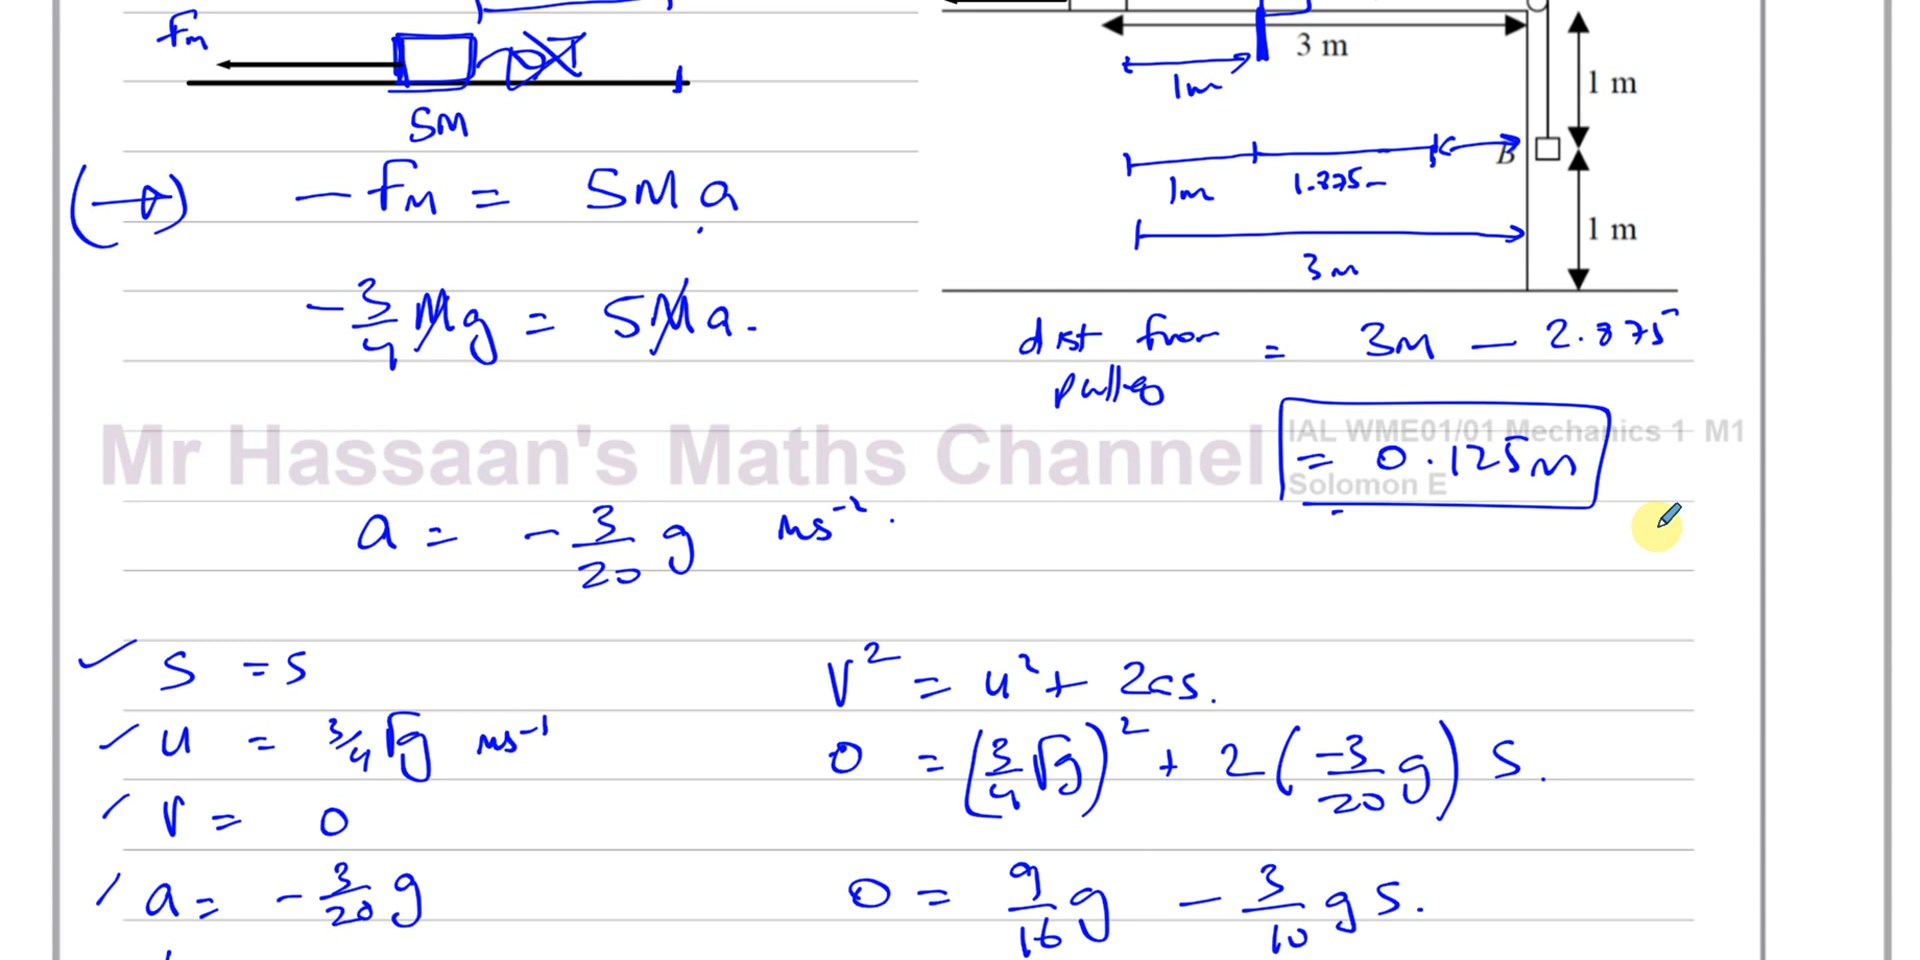 Fm
5M
(→) - Fm = 5M a
- 3/4 Mg = 5Ma.
a = - 3/20 g ms⁻².
✓ S = s
✓ u = 3/4 √g ms⁻¹
✓ v = 0
✓ a = - 3/20 g
3 m
1m
1 m
B
1m 1.875m
1 m
3m
dist from pulley = 3m - 2.875
= 0.125m
Mr Hassaan's Maths Channel
IAL WME01/01 Mechanics 1 M1
Solomon E
V² = u² + 2as.
0 = (3/4 √g)² + 2(-3/20 g) s.
0 = 9/16 g - 3/10 g s.